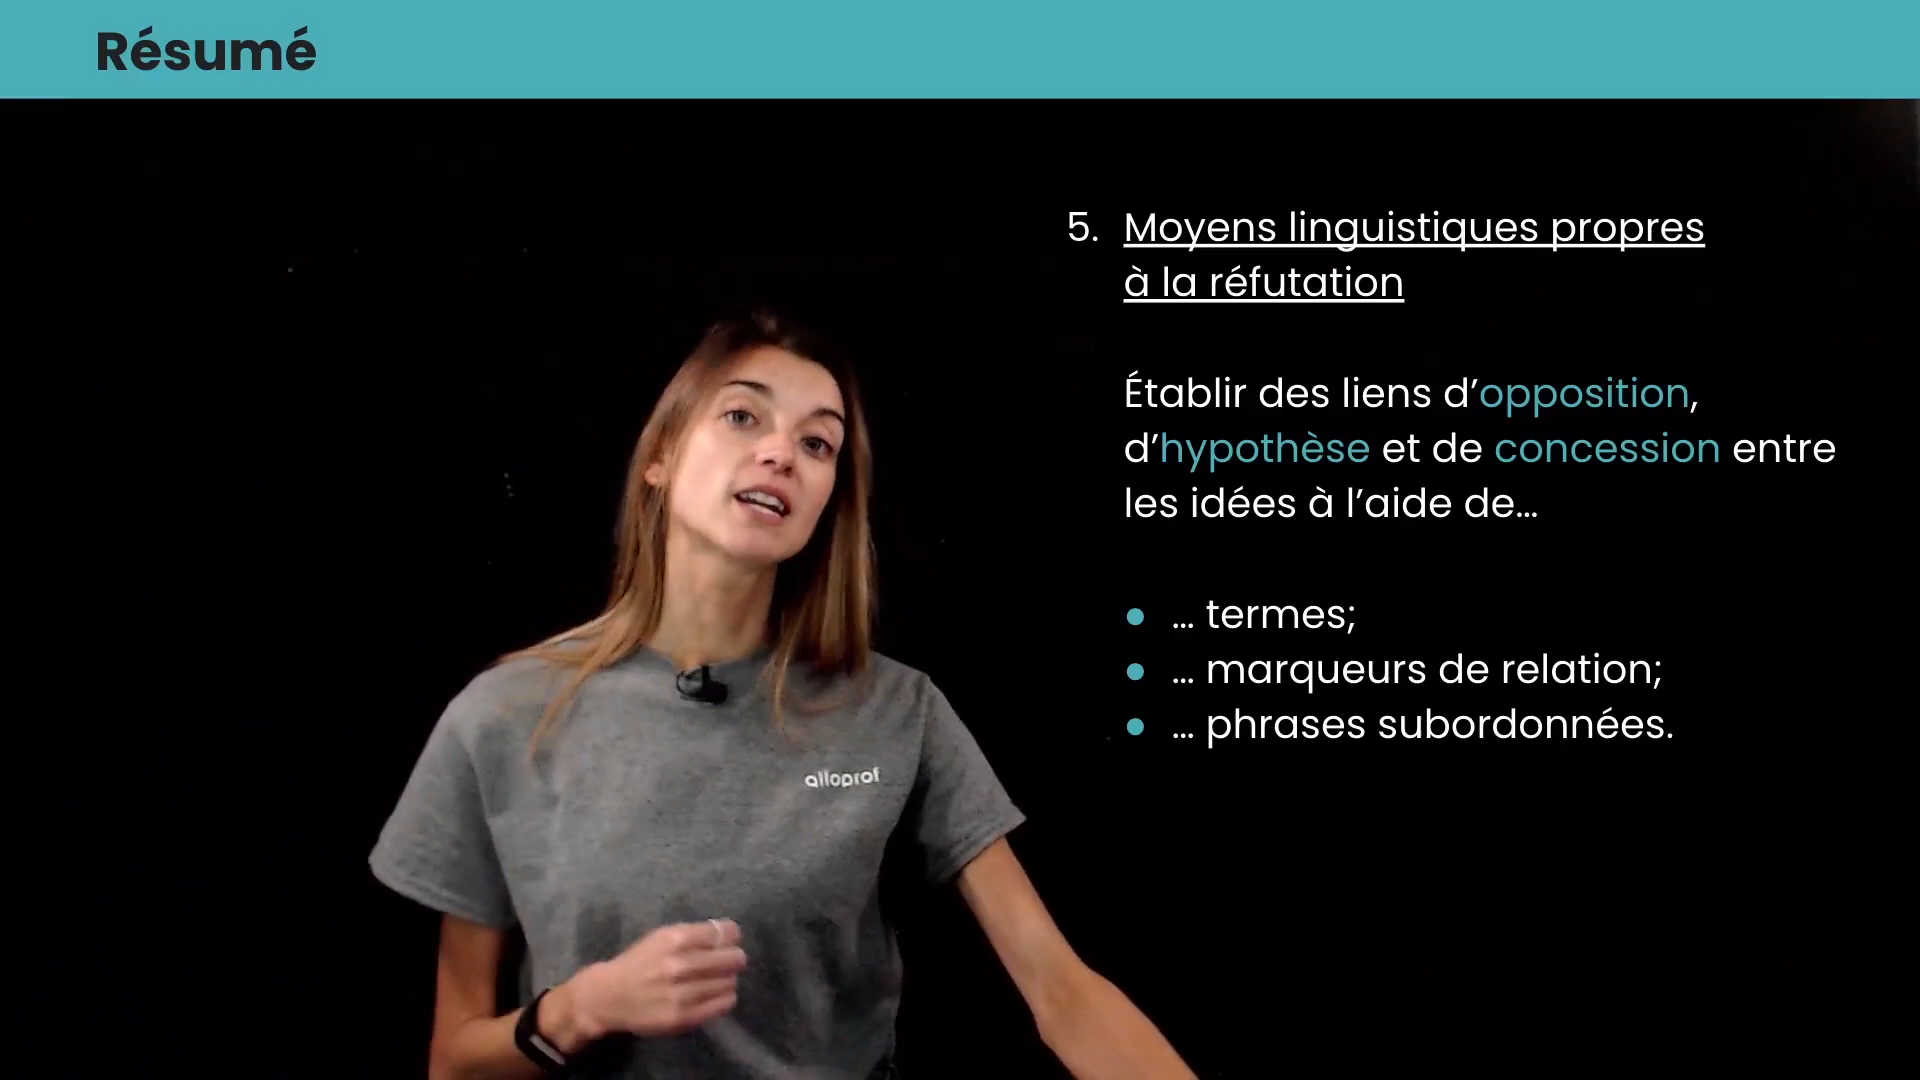 Résumé
5. Moyens linguistiques propres
à la réfutation
Établir des liens d’opposition,
d’hypothèse et de concession entre
les idées à l’aide de...
● ... termes;
● ... marqueurs de relation;
● ... phrases subordonnées.
alloprof